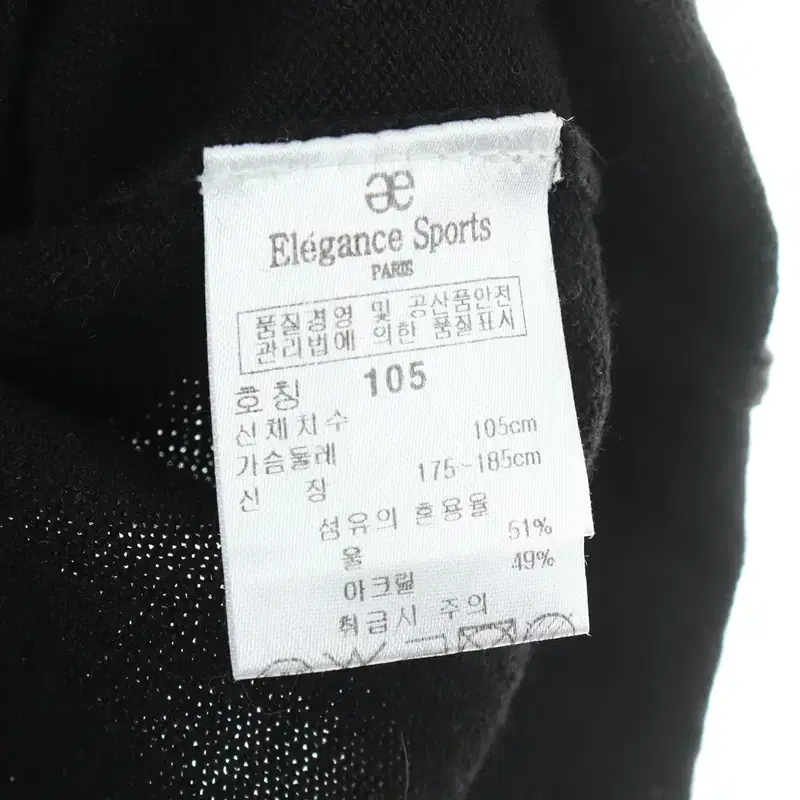 æ
Elégance Sports
PARIS
품질경영 및 공산품안전
관리법에 의한 품질표시
호칭 105
신체치수
가슴둘레 105cm
신 장 175~185cm
섬유의 혼용율
울 51%
아크릴 49%
취급시 주의